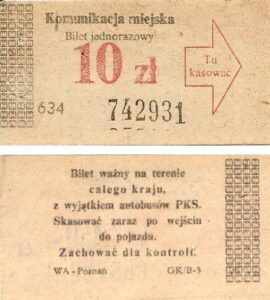 Komunikacja miejska
Bilet jednorazowy
10 zł
Tu
kasować
634
742931
Bilet ważny na terenie
całego kraju,
z wyjątkiem autobusów PKS.
Skasować zaraz po wejściu
do pojazdu.
Zachować dla kontroli.
WA - Poznań GK/B-3